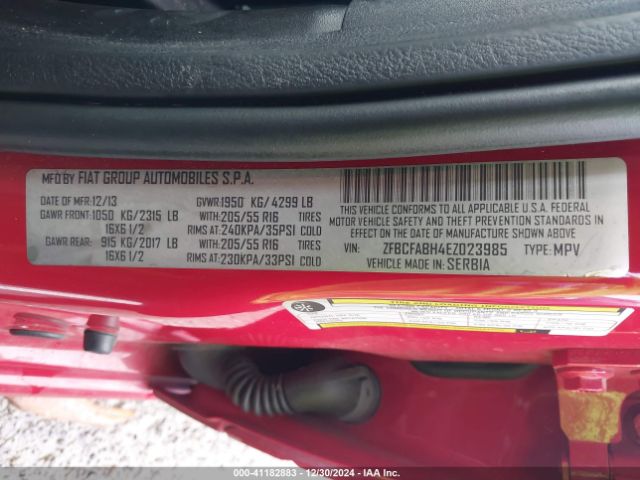 MFD BY FIAT GROUP AUTOMOBILES S.P.A.
DATE OF MFR:12/13 GVWR:1950 KG/4299 LB
GAWR FRONT:1050 KG/2315 LB WITH:205/55 R16 TIRES
16X6 1/2 RIMS AT:240KPA/35PSI COLD
GAWR REAR: 915 KG/2017 LB WITH:205/55 R16 TIRES
16X6 1/2 RIMS AT:230KPA/33PSI COLD
THIS VEHICLE CONFORMS TO ALL APPLICABLE U.S.A. FEDERAL
MOTOR VEHICLE SAFETY, BUMPER, AND THEFT PREVENTION STANDARDS
IN EFFECT ON THE DATE OF MANUFACTURE SHOWN ABOVE.
VIN: ZFBCFABH4EZ023985 TYPE: MPV
VEHICLE MADE IN: SERBIA
000-41182883 - 12/30/2024 - IAA Inc.